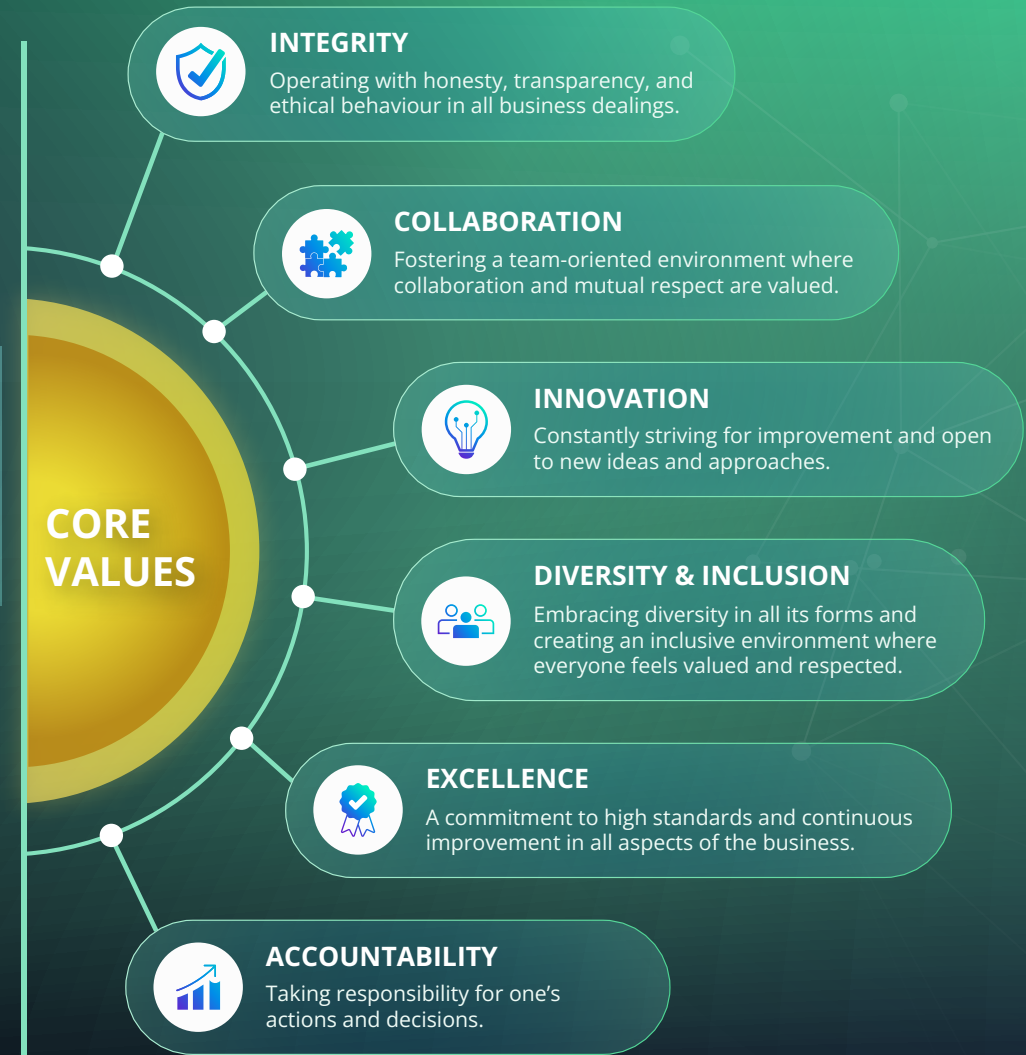 INTEGRITY
Operating with honesty, transparency, and
ethical behaviour in all business dealings.
COLLABORATION
Fostering a team-oriented environment where
collaboration and mutual respect are valued.
INNOVATION
Constantly striving for improvement and open
to new ideas and approaches.
CORE
VALUES
DIVERSITY & INCLUSION
Embracing diversity in all its forms and
creating an inclusive environment where
everyone feels valued and respected.
EXCELLENCE
A commitment to high standards and continuous
improvement in all aspects of the business.
ACCOUNTABILITY
Taking responsibility for one’s
actions and decisions.